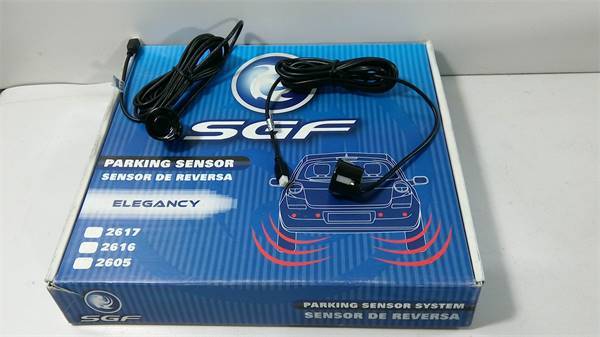 SGF
PARKING SENSOR
SENSOR DE REVERSA
ELEGANCY
2617
2616
2605
SGF
PARKING SENSOR SYSTEM
SENSOR DE REVERSA